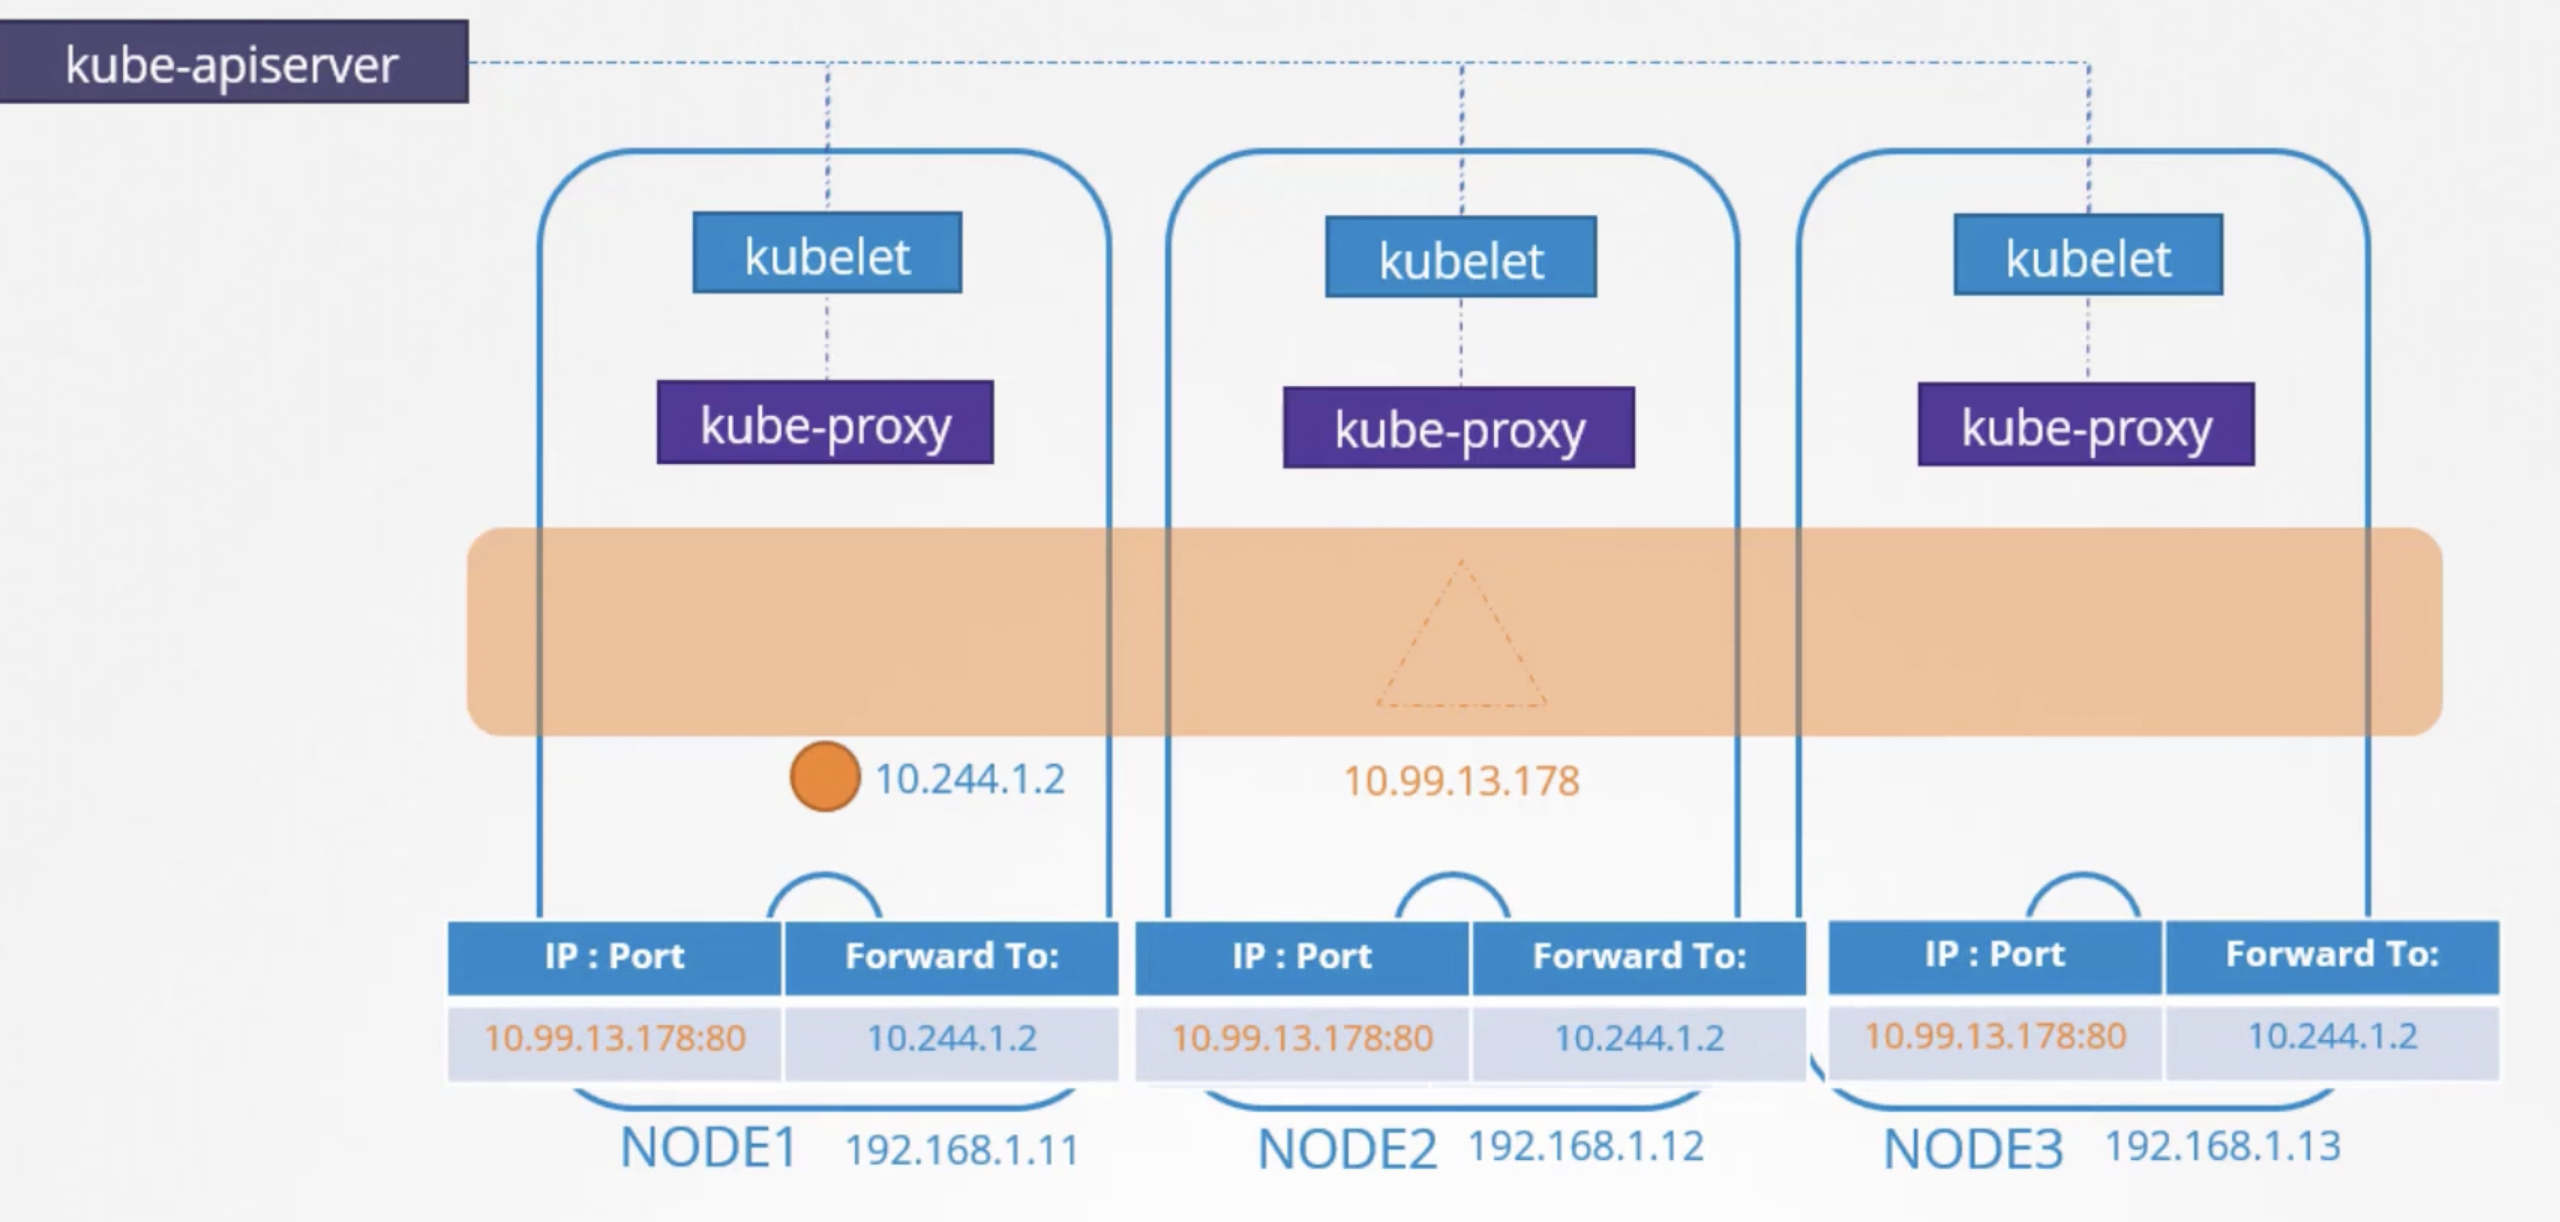 kube-apiserver
kubelet
kubelet
kubelet
kube-proxy
kube-proxy
kube-proxy
10.244.1.2
10.99.13.178
IP : Port
Forward To:
10.99.13.178:80
10.244.1.2
IP : Port
Forward To:
10.99.13.178:80
10.244.1.2
IP : Port
Forward To:
10.99.13.178:80
10.244.1.2
NODE1 192.168.1.11
NODE2 192.168.1.12
NODE3 192.168.1.13